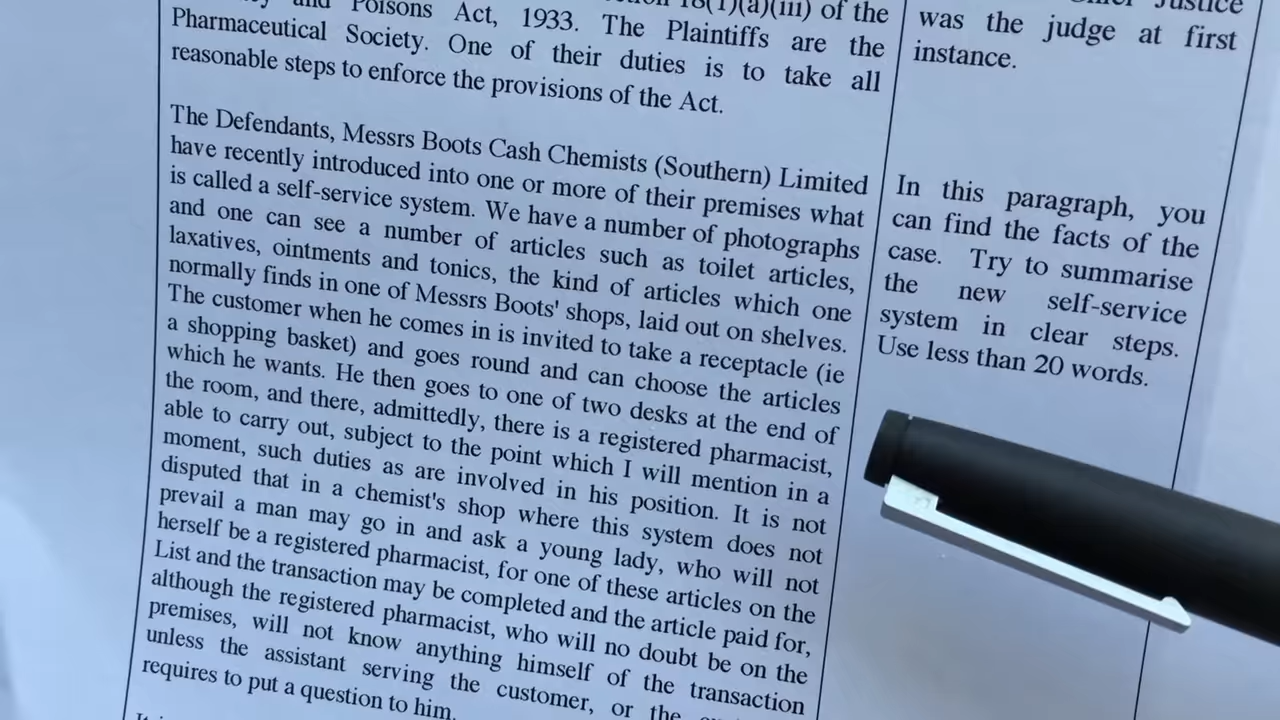 Poisons Act, 1933. The Plaintiffs are the
Pharmaceutical Society. One of their duties is to take all
reasonable steps to enforce the provisions of the Act.
The Defendants, Messrs Boots Cash Chemists (Southern) Limited
have recently introduced into one or more of their premises what
is called a self-service system. We have a number of photographs
and one can see a number of articles such as toilet articles,
laxatives, ointments and tonics, the kind of articles which one
normally finds in one of Messrs Boots' shops, laid out on shelves.
The customer when he comes in is invited to take a receptacle (ie
a shopping basket) and goes round and can choose the articles
which he wants. He then goes to one of two desks at the end of
the room, and there, admittedly, there is a registered pharmacist,
able to carry out, subject to the point which I will mention in a
moment, such duties as are involved in his position. It is not
disputed that in a chemist's shop where this system does not
prevail a man may go in and ask a young lady, who will not
herself be a registered pharmacist, for one of these articles on the
List and the transaction may be completed and the article paid for,
although the registered pharmacist, who will no doubt be on the
premises, will not know anything himself of the transaction
unless the assistant serving the customer, or the
requires to put a question to him.
Justice
was the judge at first
instance.
In this paragraph, you
can find the facts of the
case. Try to summarise
the new self-service
system in clear steps.
Use less than 20 words.